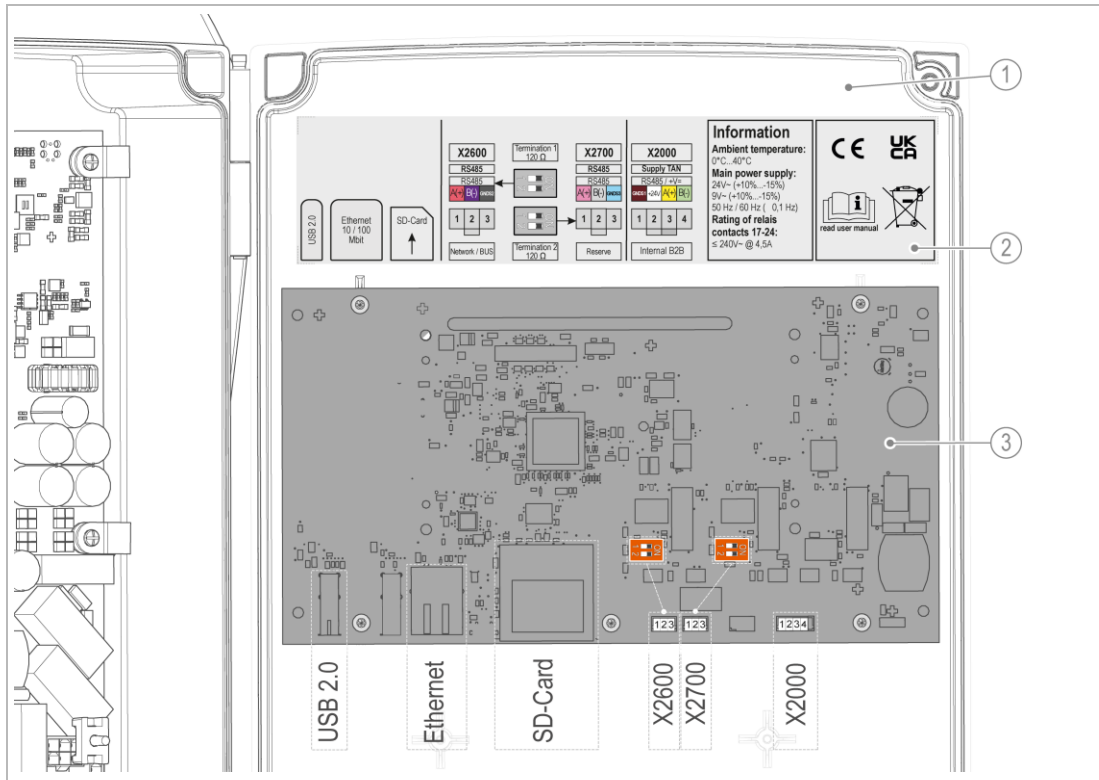 1
2
3
USB 2.0
Ethernet
10 / 100
Mbit
SD-Card
X2600
RS485
RS485
A(+) B(-) GNDISO
1 2 3
Network / BUS
Termination 1
120 Ω
Termination 2
120 Ω
X2700
RS485
RS485
A(+) B(-) GNDISO
1 2 3
Reserve
X2000
Supply TAN
RS485 / +V=
+24V A(+) B(-)
1 2 3 4
Internal B2B
Information
Ambient temperature:
0°C...40°C
Main power supply:
24V~ (+10%...-15%)
9V~ (+10%...-15%)
50 Hz / 60 Hz ( 0,1 Hz)
Rating of relais
contacts 17-24:
≤ 240V~ @ 4,5A
CE UK
CA
i
read user manual
123
123
1234
USB 2.0
Ethernet
SD-Card
X2600
X2700
X2000